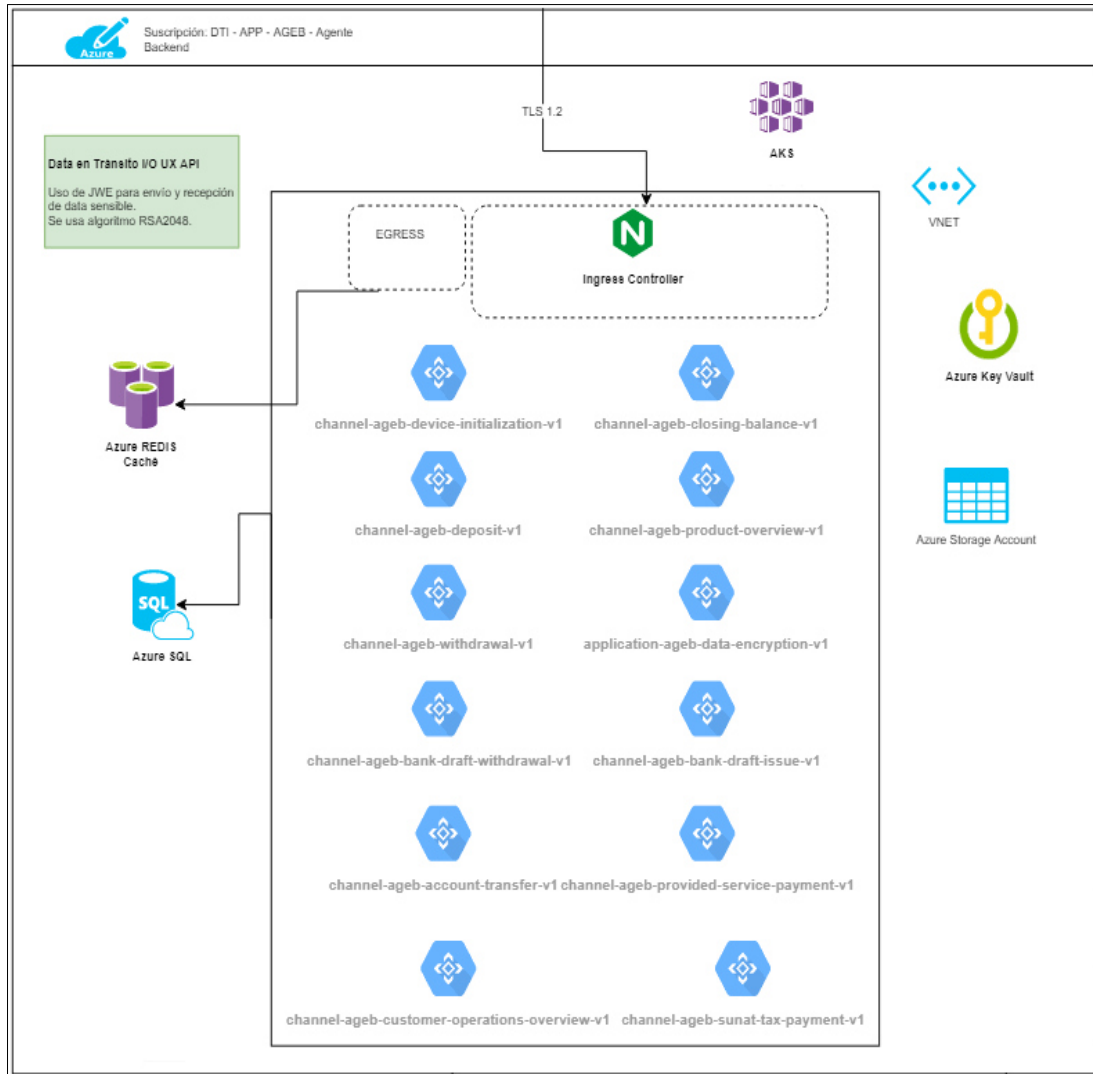 Azure
Suscripción: DTI - APP - AGEB - Agente
Backend
TLS 1.2
AKS
Data en Tránsito I/O UX API
Uso de JWE para envío y recepción
de data sensible.
Se usa algoritmo RSA2048.
VNET
EGRESS
N
Ingress Controller
Azure Key Vault
channel-ageb-device-initialization-v1
channel-ageb-closing-balance-v1
Azure REDIS
Caché
channel-ageb-deposit-v1
channel-ageb-product-overview-v1
Azure Storage Account
SQL
Azure SQL
channel-ageb-withdrawal-v1
application-ageb-data-encryption-v1
channel-ageb-bank-draft-withdrawal-v1
channel-ageb-bank-draft-issue-v1
channel-ageb-account-transfer-v1
channel-ageb-provided-service-payment-v1
channel-ageb-customer-operations-overview-v1
channel-ageb-sunat-tax-payment-v1